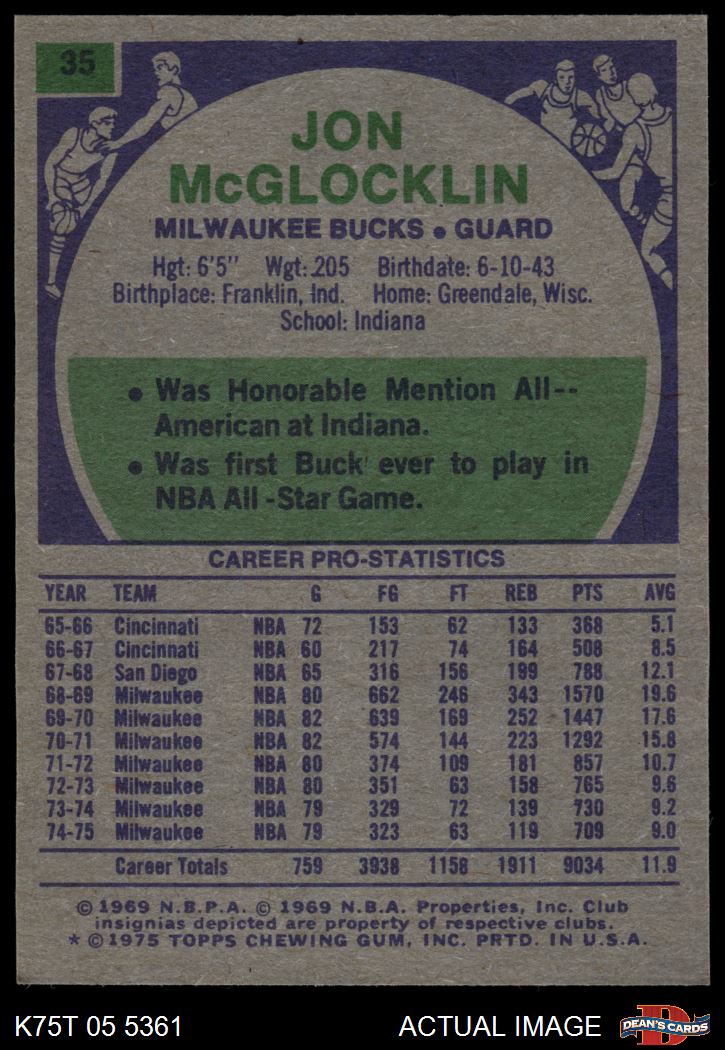 35
JON
McGLOCKLIN
MILWAUKEE BUCKS • GUARD
Hgt: 6'5" Wgt: 205 Birthdate: 6-10-43
Birthplace: Franklin, Ind. Home: Greendale, Wisc.
School: Indiana
• Was Honorable Mention All--
American at Indiana.
• Was first Buck ever to play in
NBA All -Star Game.
CAREER PRO-STATISTICS
YEAR TEAM G FG FT REB PTS AVG
65-66 Cincinnati NBA 72 153 62 133 368 5.1
66-67 Cincinnati NBA 60 217 74 164 508 8.5
67-68 San Diego NBA 65 316 156 199 788 12.1
68-69 Milwaukee NBA 80 662 246 343 1570 19.6
69-70 Milwaukee NBA 82 639 169 252 1447 17.6
70-71 Milwaukee NBA 82 574 144 223 1292 15.8
71-72 Milwaukee NBA 80 374 109 181 857 10.7
72-73 Milwaukee NBA 80 351 63 158 765 9.6
73-74 Milwaukee NBA 79 329 72 139 730 9.2
74-75 Milwaukee NBA 79 323 63 119 709 9.0
Career Totals 759 3938 1158 1911 9034 11.9
© 1969 N.B.P.A. © 1969 N.B.A. Properties, Inc. Club
insignias depicted are property of respective clubs.
* © 1975 TOPPS CHEWING GUM, INC. PRTD. IN U.S.A.
K75T 05 5361 ACTUAL IMAGE
D
DEAN'S CARDS